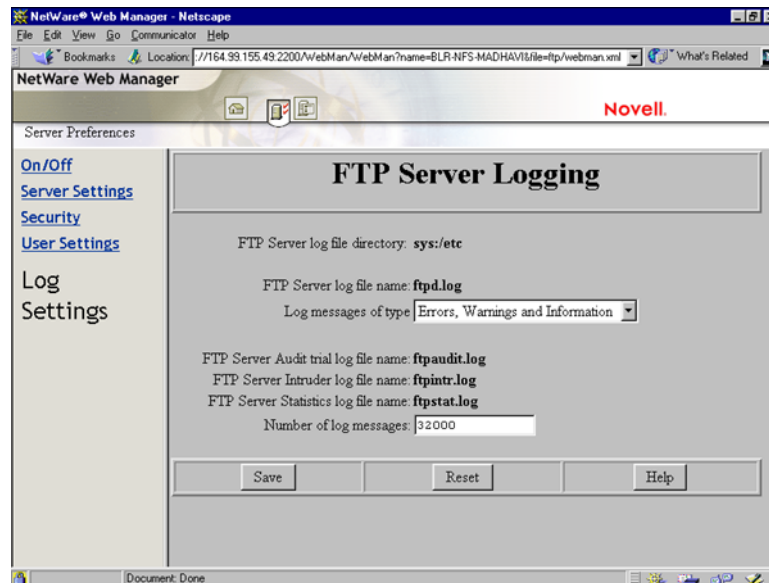 NetWare® Web Manager - Netscape
File Edit View Go Communicator Help
Bookmarks Location: ://164.99.155.49:2200/WebMan/WebMan?name=BLR-NFS-MADHAVI&file=ftp/webman.xml What's Related
NetWare Web Manager
Novell.
Server Preferences
On/Off
Server Settings
Security
User Settings
Log
Settings
FTP Server Logging
FTP Server log file directory: sys:/etc
FTP Server log file name: ftpd.log
Log messages of type Errors, Warnings and Information
FTP Server Audit trial log file name: ftpaudit.log
FTP Server Intruder log file name: ftpintr.log
FTP Server Statistics log file name: ftpstat.log
Number of log messages: 32000
Save Reset Help
Document: Done